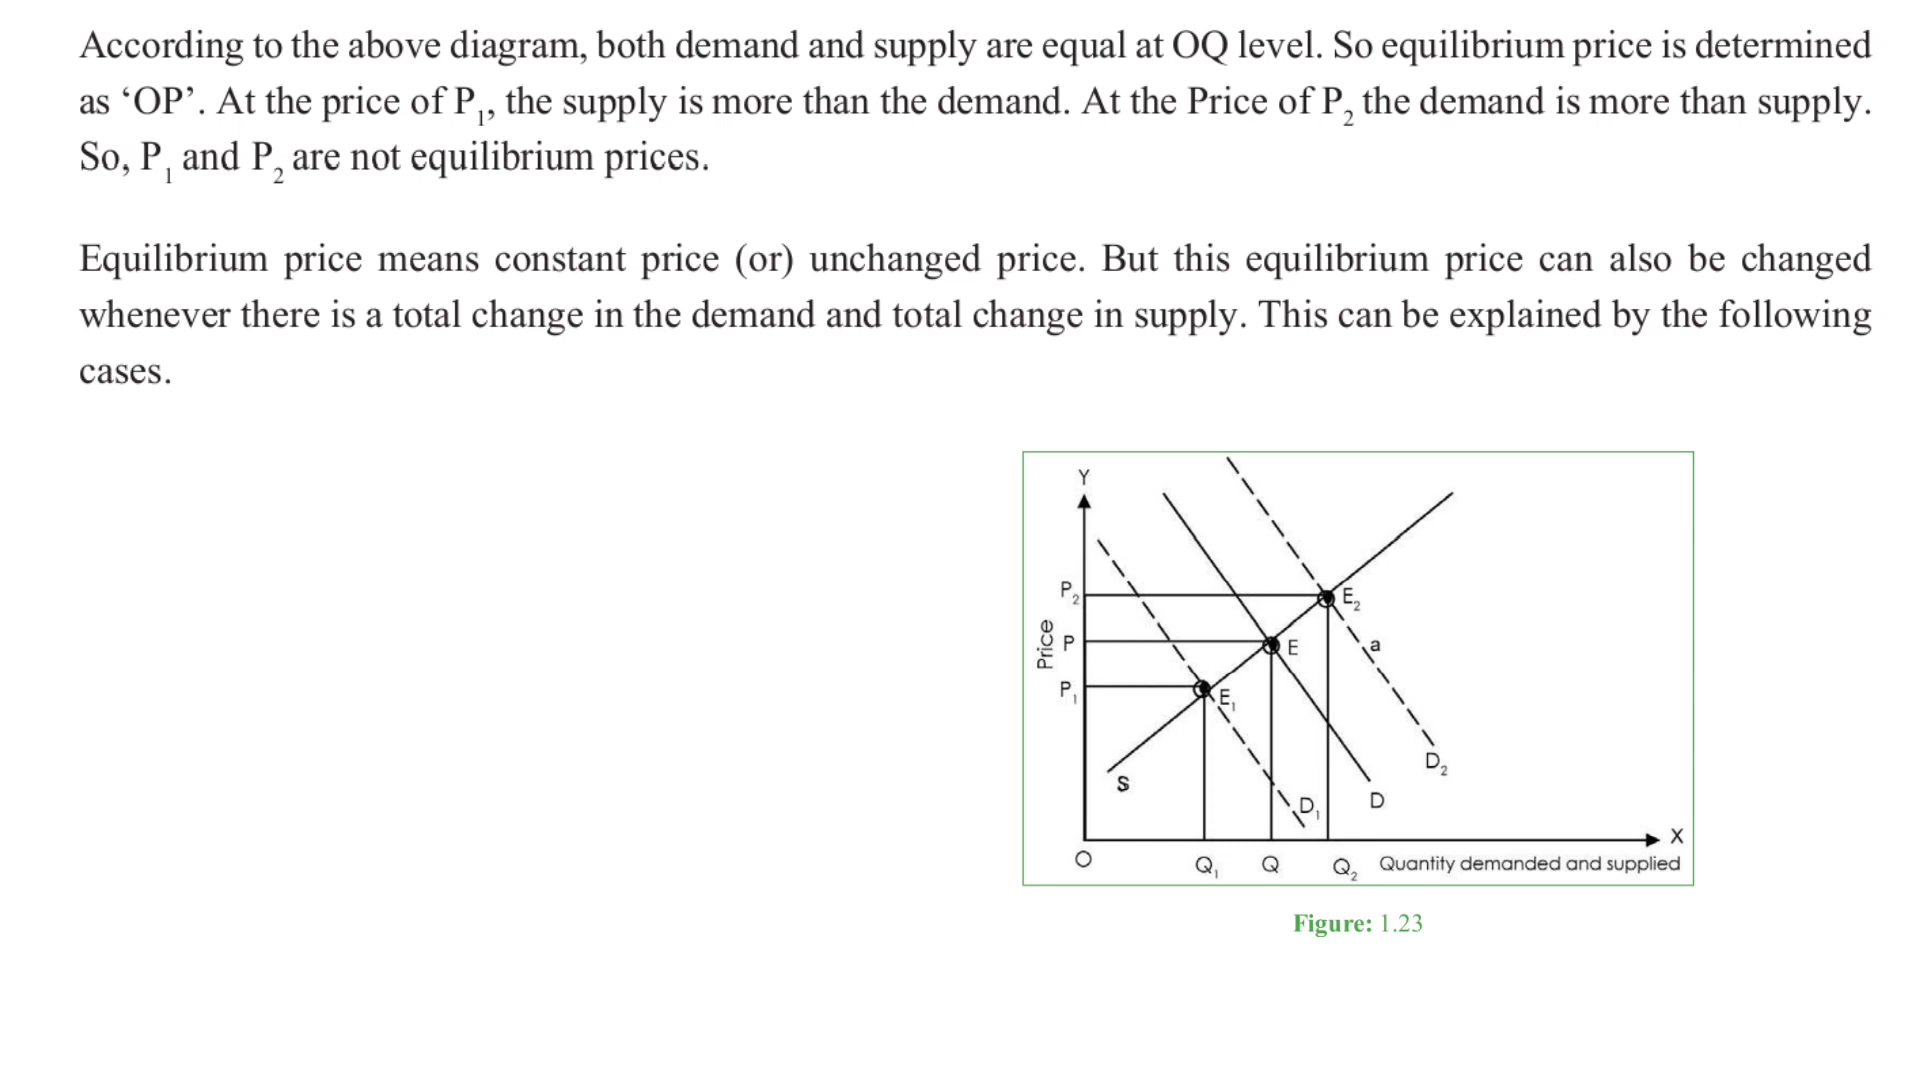 According to the above diagram, both demand and supply are equal at OQ level. So equilibrium price is determined
as ‘OP’. At the price of P₁, the supply is more than the demand. At the Price of P₂ the demand is more than supply.
So, P₁ and P₂ are not equilibrium prices.
Equilibrium price means constant price (or) unchanged price. But this equilibrium price can also be changed
whenever there is a total change in the demand and total change in supply. This can be explained by the following
cases.
Y
P₂
E₂
Price
P
E
a
P₁
E₁
D₂
S
D₁
D
X
O
Q₁
Q
Q₂
Quantity demanded and supplied
Figure: 1.23